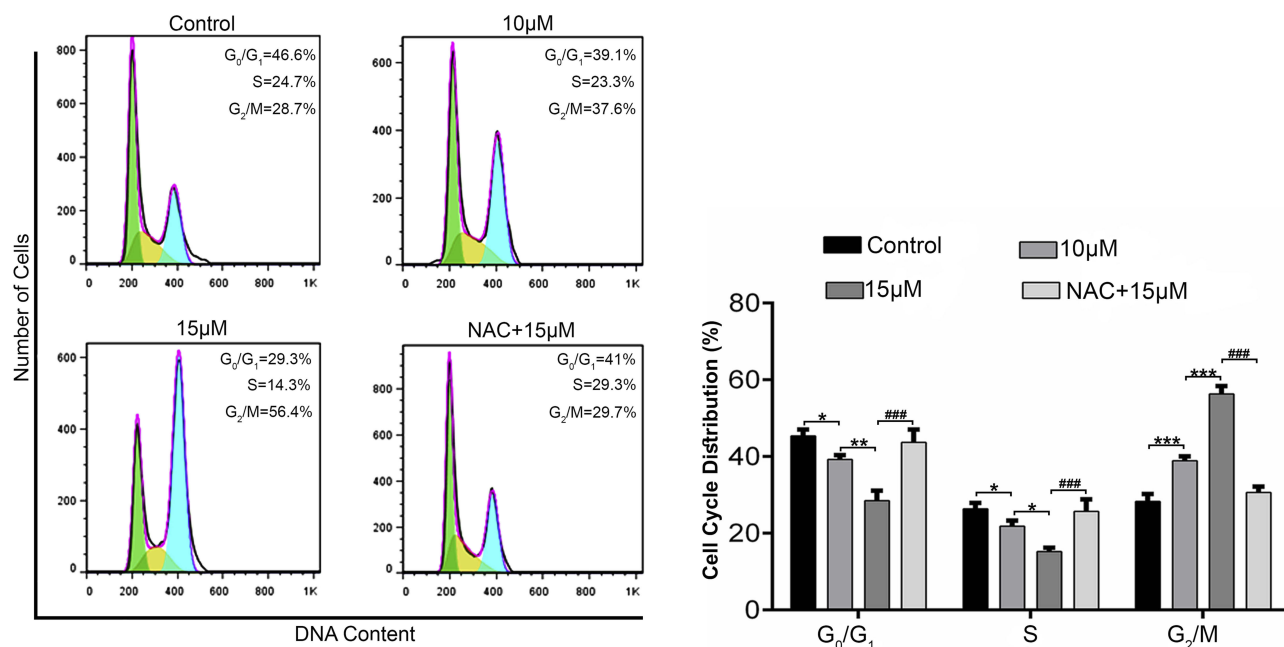 Control
G0/G1=46.6%
S=24.7%
G2/M=28.7%
800
600
400
200
0
0 200 400 600 800 1K
10µM
G0/G1=39.1%
S=23.3%
G2/M=37.6%
600
400
200
0
0 200 400 600 800 1K
15µM
G0/G1=29.3%
S=14.3%
G2/M=56.4%
600
400
200
0
0 200 400 600 800 1K
NAC+15µM
G0/G1=41%
S=29.3%
G2/M=29.7%
800
600
400
200
0
0 200 400 600 800 1K
Number of Cells
DNA Content
Control
10µM
15µM
NAC+15µM
Cell Cycle Distribution (%)
80
60
40
20
0
* ** ###
* * ###
*** *** ###
G0/G1 S G2/M